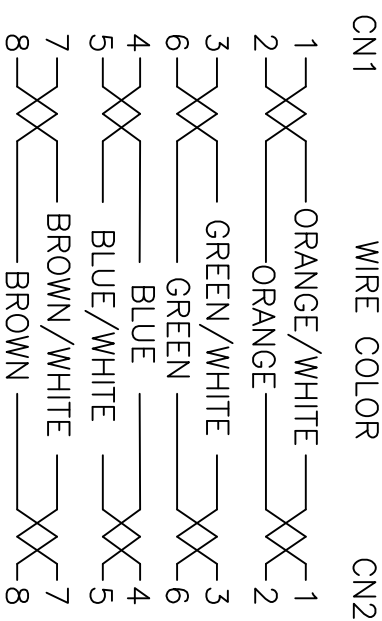 CN1 WIRE COLOR CN2
1 ORANGE/WHITE 1
2 ORANGE 2
3 GREEN/WHITE 3
6 GREEN 6
4 BLUE 4
5 BLUE/WHITE 5
7 BROWN/WHITE 7
8 BROWN 8